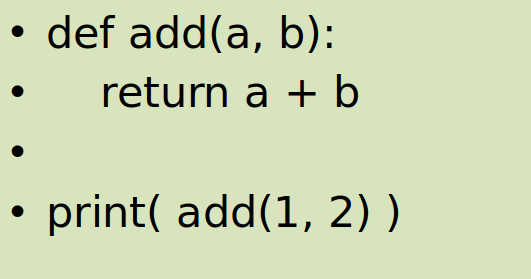 • def add(a, b):
•     return a + b
•
• print( add(1, 2) )